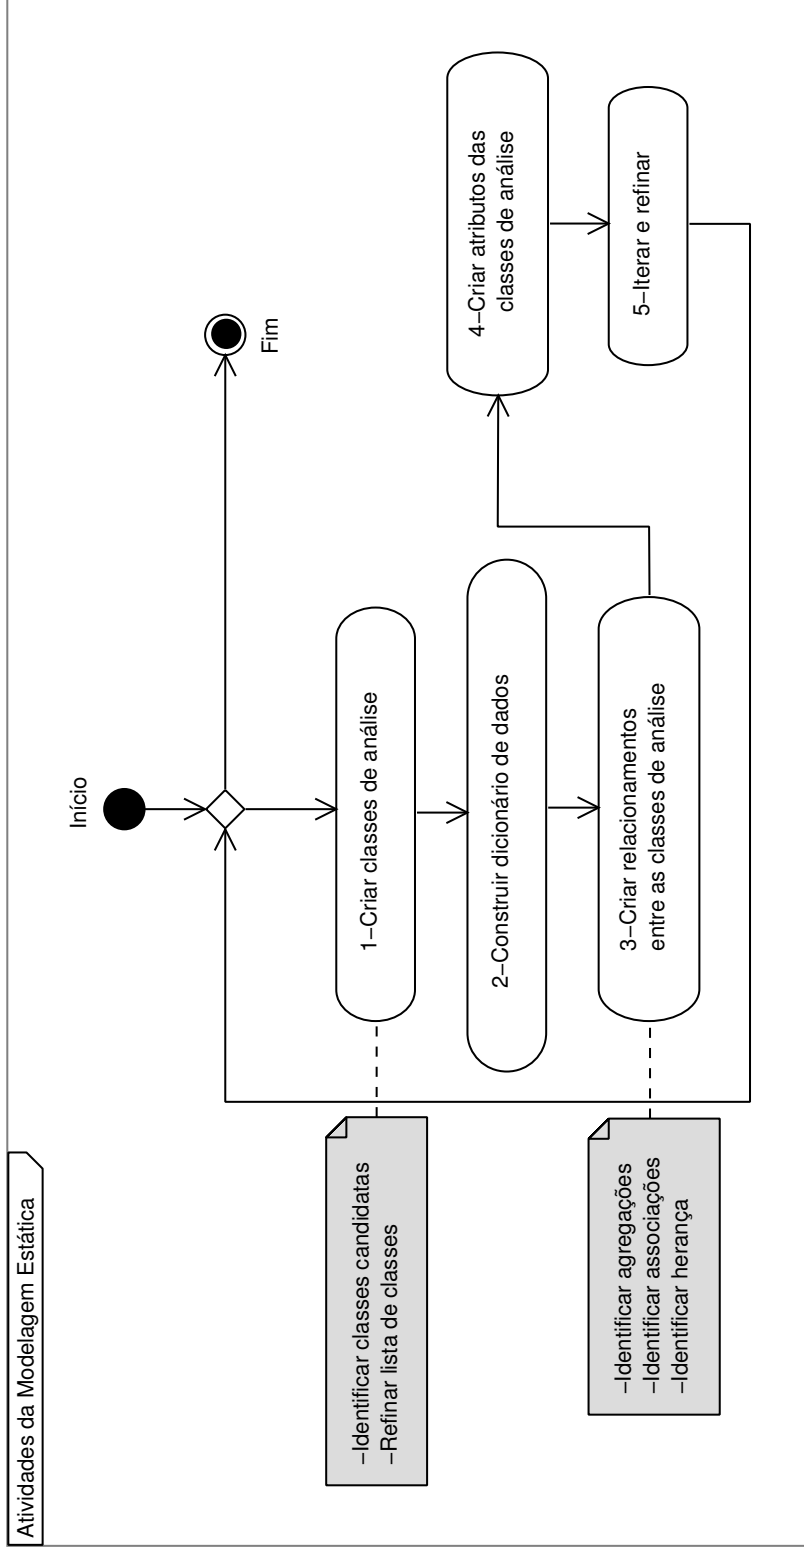 Atividades da Modelagem Estática
Início
Fim
1–Criar classes de análise
–Identificar classes candidatas
–Refinar lista de classes
2–Construir dicionário de dados
3–Criar relacionamentos
entre as classes de análise
–Identificar agregações
–Identificar associações
–Identificar herança
4–Criar atributos das
classes de análise
5–Iterar e refinar